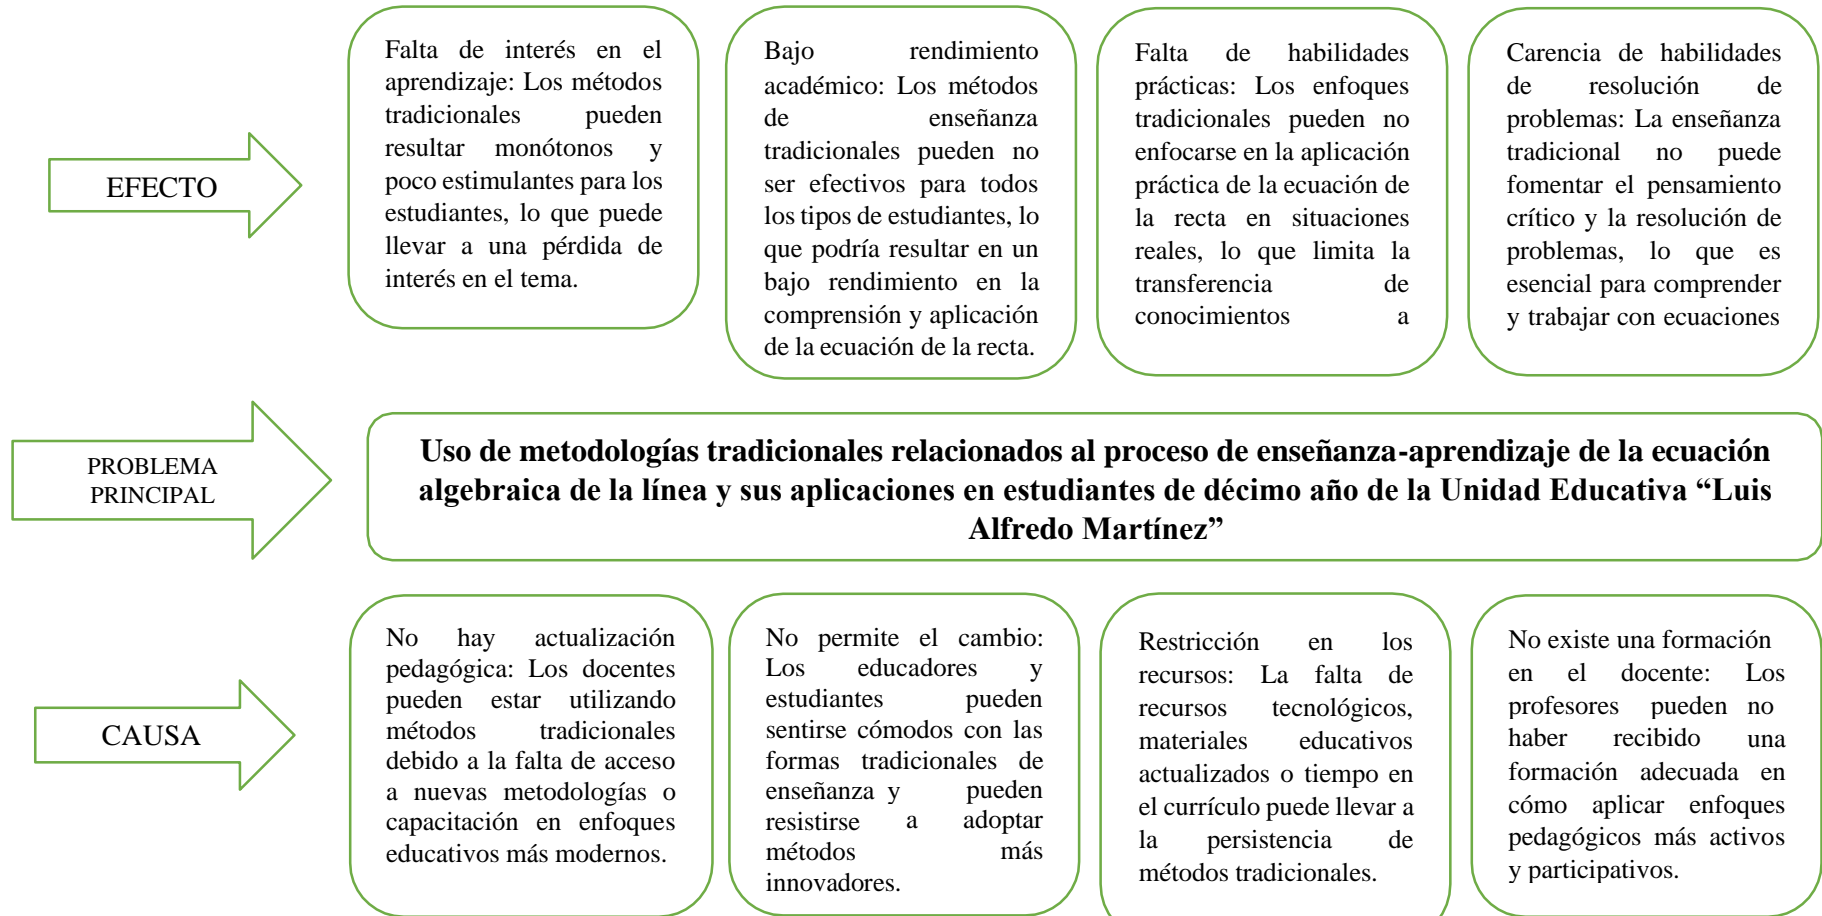 EFECTO
Falta de interés en el
aprendizaje: Los métodos
tradicionales pueden
resultar monótonos y
poco estimulantes para los
estudiantes, lo que puede
llevar a una pérdida de
interés en el tema.
Bajo rendimiento
académico: Los métodos
de enseñanza
tradicionales pueden no
ser efectivos para todos
los tipos de estudiantes, lo
que podría resultar en un
bajo rendimiento en la
comprensión y aplicación
de la ecuación de la recta.
Falta de habilidades
prácticas: Los enfoques
tradicionales pueden no
enfocarse en la aplicación
práctica de la ecuación de
la recta en situaciones
reales, lo que limita la
transferencia de
conocimientos a
Carencia de habilidades
de resolución de
problemas: La enseñanza
tradicional no puede
fomentar el pensamiento
crítico y la resolución de
problemas, lo que es
esencial para comprender
y trabajar con ecuaciones
PROBLEMA
PRINCIPAL
Uso de metodologías tradicionales relacionados al proceso de enseñanza-aprendizaje de la ecuación
algebraica de la línea y sus aplicaciones en estudiantes de décimo año de la Unidad Educativa “Luis
Alfredo Martínez”
CAUSA
No hay actualización
pedagógica: Los docentes
pueden estar utilizando
métodos tradicionales
debido a la falta de acceso
a nuevas metodologías o
capacitación en enfoques
educativos más modernos.
No permite el cambio:
Los educadores y
estudiantes pueden
sentirse cómodos con las
formas tradicionales de
enseñanza y pueden
resistirse a adoptar
métodos más
innovadores.
Restricción en los
recursos: La falta de
recursos tecnológicos,
materiales educativos
actualizados o tiempo en
el currículo puede llevar a
la persistencia de
métodos tradicionales.
No existe una formación
en el docente: Los
profesores pueden no
haber recibido una
formación adecuada en
cómo aplicar enfoques
pedagógicos más activos
y participativos.